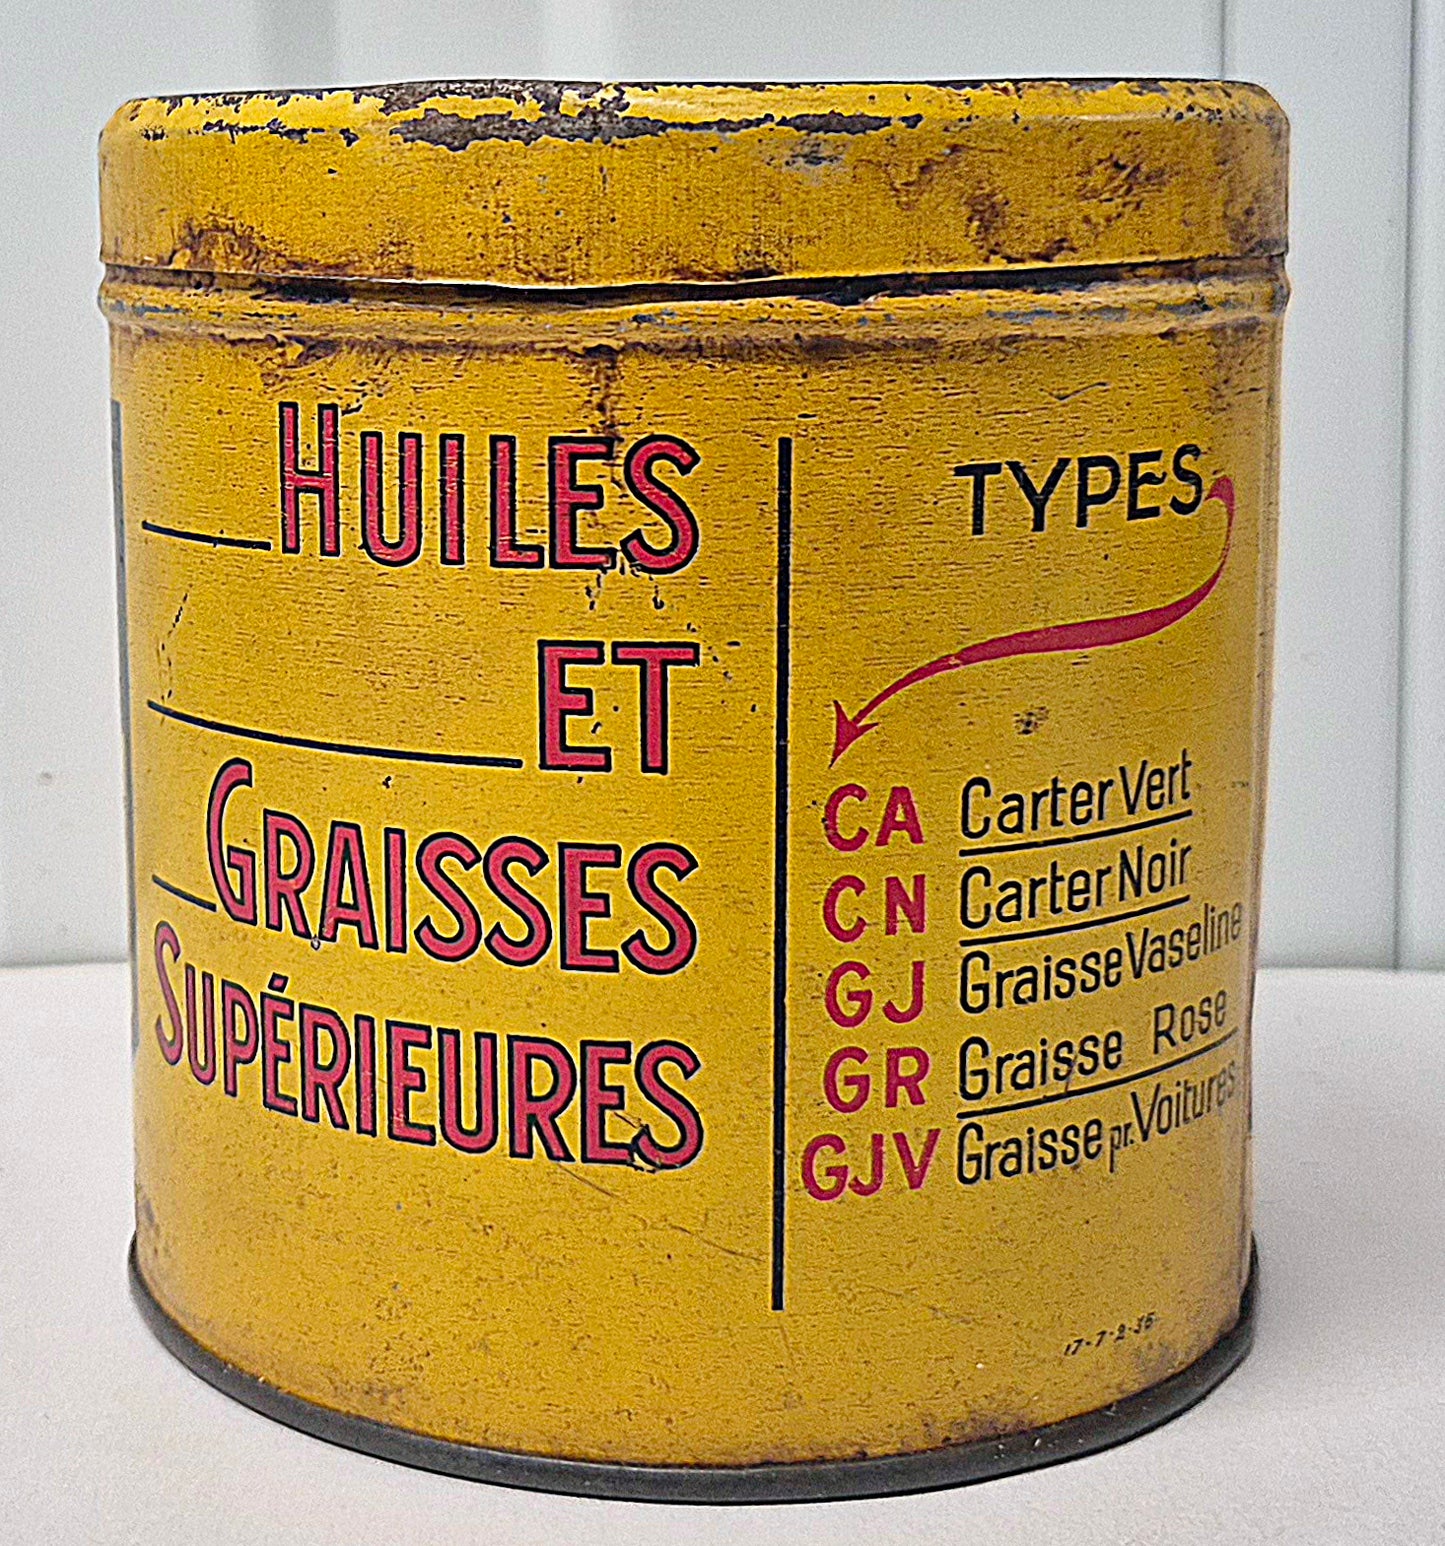 HUILES
ET
GRAISSES
SUPÉRIEURES
TYPES
CA Carter Vert
CN Carter Noir
GJ Graisse Vaseline
GR Graisse Rose
GJV Graisse pr. Voitures
17-7-2-36